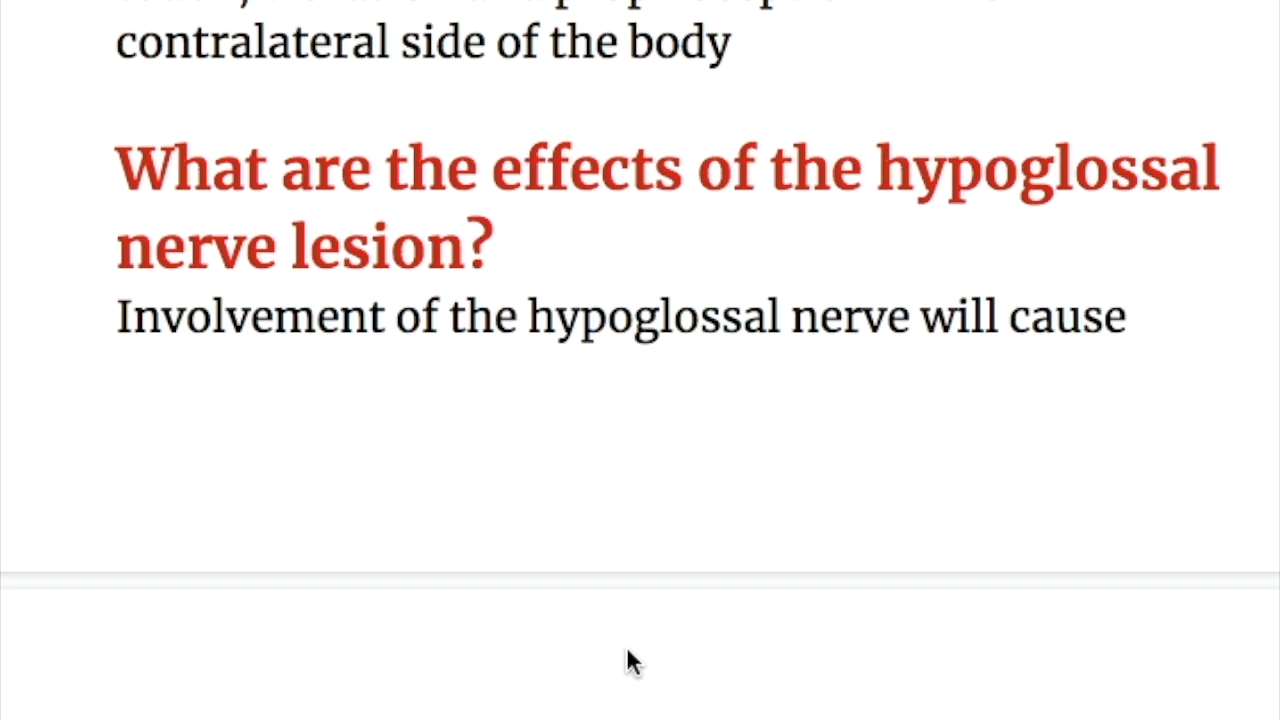 contralateral side of the body
What are the effects of the hypoglossal
nerve lesion?
Involvement of the hypoglossal nerve will cause